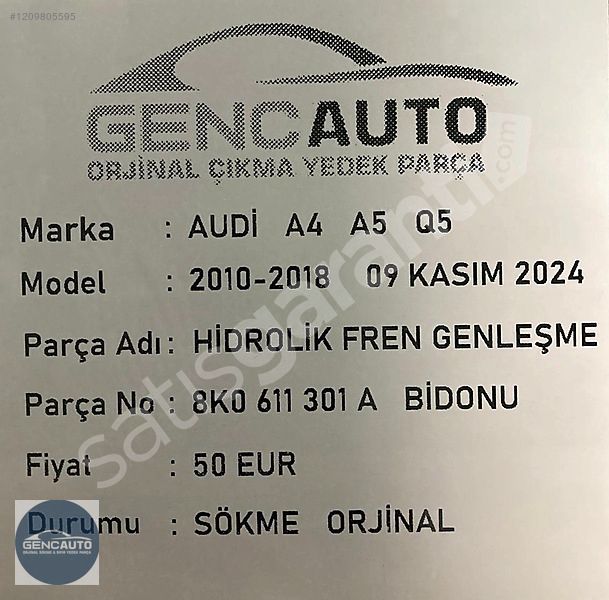 #1209805595
GENCAUTO
ORJİNAL ÇIKMA YEDEK PARÇA
Marka : AUDİ A4 A5 Q5
Model : 2010-2018 09 KASIM 2024
Parça Adı : HİDROLİK FREN GENLEŞME
Parça No : 8K0 611 301 A BİDONU
Fiyat : 50 EUR
Durumu : SÖKME ORJİNAL
satisgaranti.com
GENCAUTO